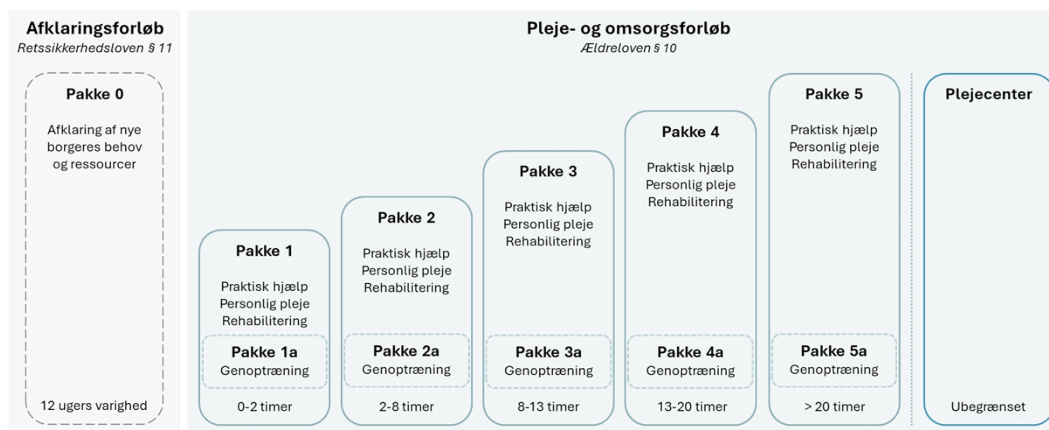 Afklaringsforløb
Retssikkerhedsloven § 11
Pakke 0
Afklaring af nye
borgeres behov
og ressourcer
12 ugers varighed
Pleje- og omsorgsforløb
Ældreloven § 10
Pakke 1
Praktisk hjælp
Personlig pleje
Rehabilitering
Pakke 1a
Genoptræning
0-2 timer
Pakke 2
Praktisk hjælp
Personlig pleje
Rehabilitering
Pakke 2a
Genoptræning
2-8 timer
Pakke 3
Praktisk hjælp
Personlig pleje
Rehabilitering
Pakke 3a
Genoptræning
8-13 timer
Pakke 4
Praktisk hjælp
Personlig pleje
Rehabilitering
Pakke 4a
Genoptræning
13-20 timer
Pakke 5
Praktisk hjælp
Personlig pleje
Rehabilitering
Pakke 5a
Genoptræning
> 20 timer
Plejecenter
Ubegrænset